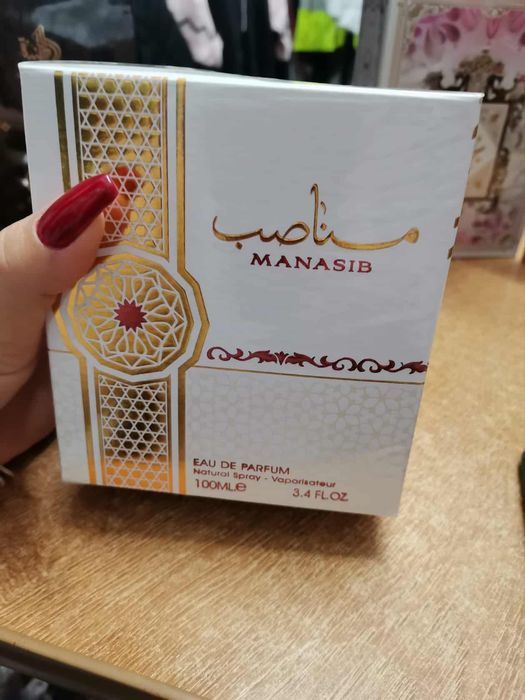 مناصب
MANASIB
EAU DE PARFUM
Natural Spray - Vaporisateur
100ML.e 3.4 FL.OZ